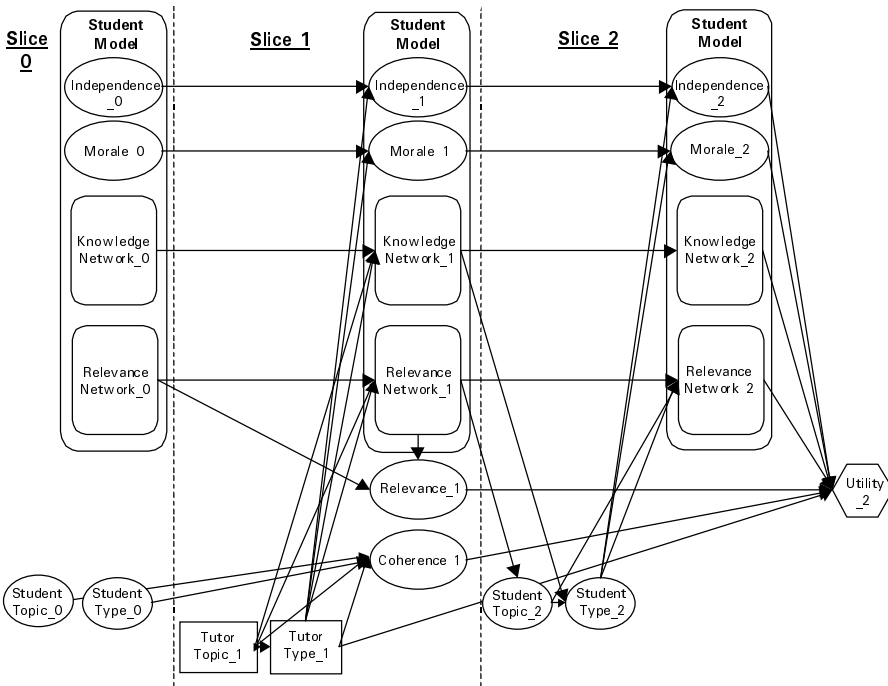 Slice
0
Student
Model
Independence
_0
Morale 0
Knowledge
Network_0
Relevance
Network_0
Student
Topic_0
Student
Type_0
Slice 1
Student
Model
Independence
_1
Morale 1
Knowledge
Network_1
Relevance
Network_1
Relevance_1
Coherence 1
Tutor
Topic_1
Tutor
Type_1
Slice 2
Student
Model
Independence
_2
Morale_2
Knowledge
Network_2
Relevance
Network 2
Student
Topic_2
Student
Type_2
Utility
_2